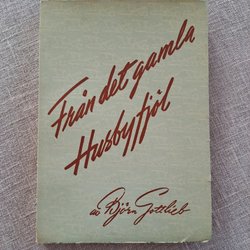 Från det gamla
Husbyfjöl
av Björn Gottlieb